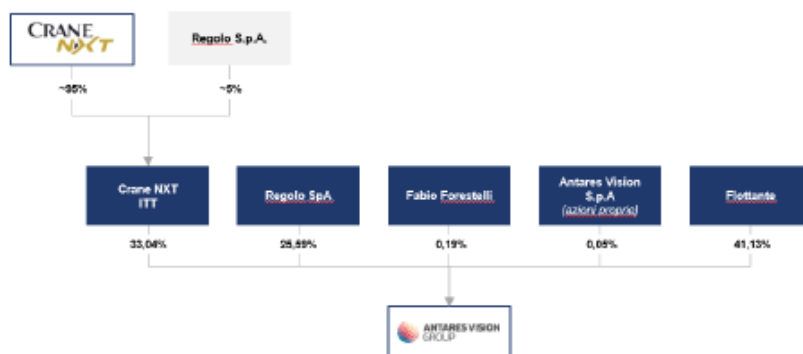 CRANE
NXT
Regolo S.p.A.
~95%
~5%
Crane NXT
ITT
Regolo SpA
Fabio Forestelli
Antares Vision
S.p.A
(azioni proprie)
Flottante
33,04%
25,59%
0,19%
0,05%
41,13%
ANTARES VISION
GROUP